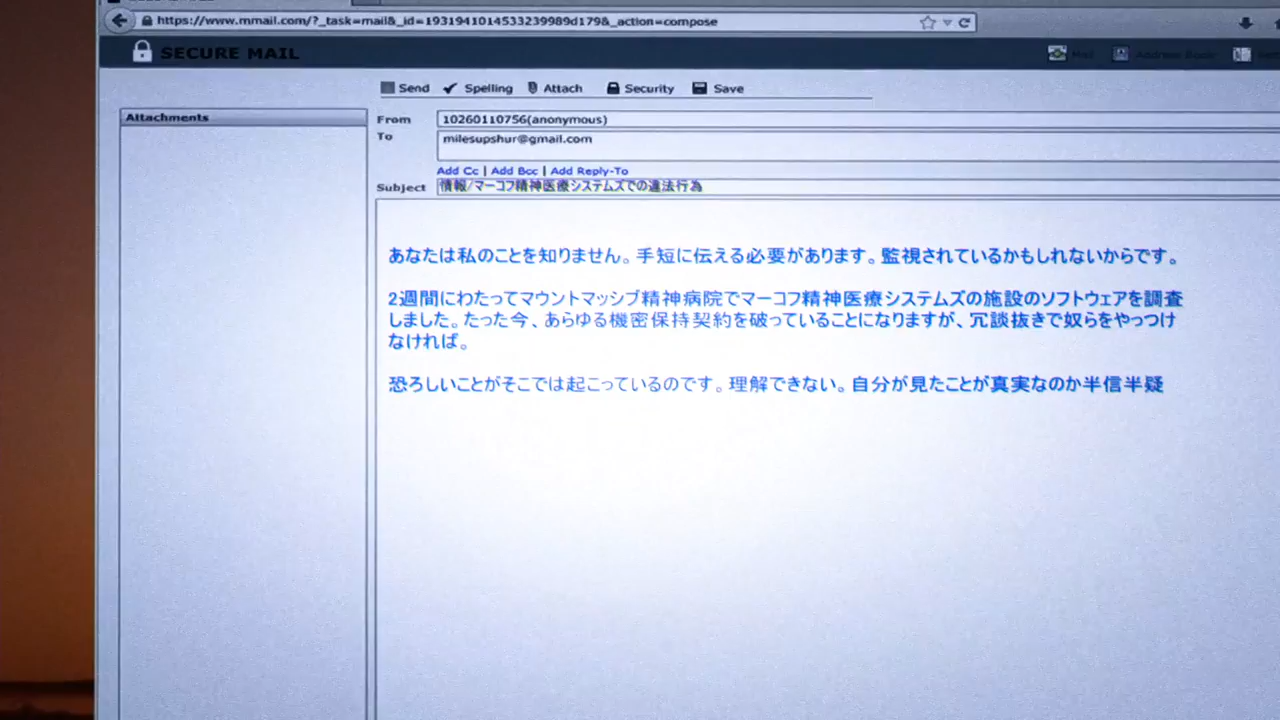 https://www.mmail.com/?_task=mail&_id=1931941014533239989d179&_action=compose
SECURE MAIL
Send Spelling Attach Security Save
Attachments
From 10260110756(anonymous)
To milesupshur@gmail.com
Add Cc | Add Bcc | Add Reply-To
Subject 情報/マーコフ精神医療システムズでの違法行為
あなたは私のことを知りません。手短に伝える必要があります。監視されているかもしれないからです。
2週間にわたってマウントマッシブ精神病院でマーコフ精神医療システムズの施設のソフトウェアを調査
しました。たった今、あらゆる機密保持契約を破っていることになりますが、冗談抜きで奴らをやっつけ
なければ。
恐ろしいことがそこでは起こっているのです。理解できない。自分が見たことが真実なのか半信半疑